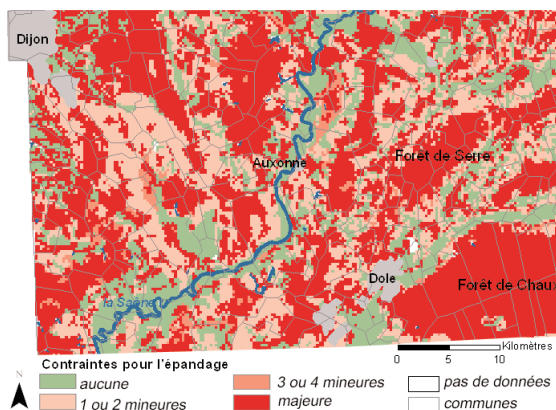 Dijon
Auxonne
Forêt de Serre
Dole
Forêt de Chaux
la Saône
Kilomètres
0 5 10
Contraintes pour l'épandage
N
aucune
1 ou 2 mineures
3 ou 4 mineures
majeure
pas de données
communes